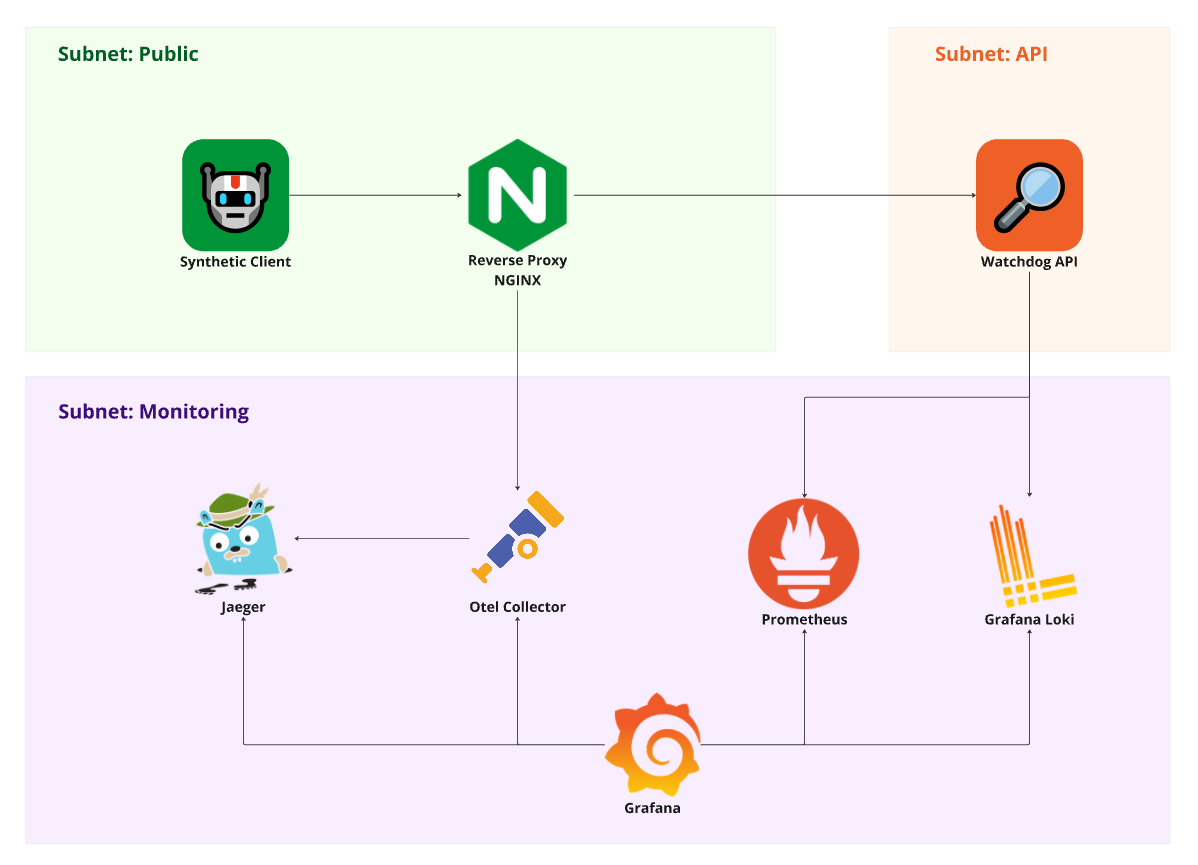 Subnet: Public
Subnet: API
Synthetic Client
Reverse Proxy
NGINX
Watchdog API
Subnet: Monitoring
Jaeger
Otel Collector
Prometheus
Grafana Loki
Grafana